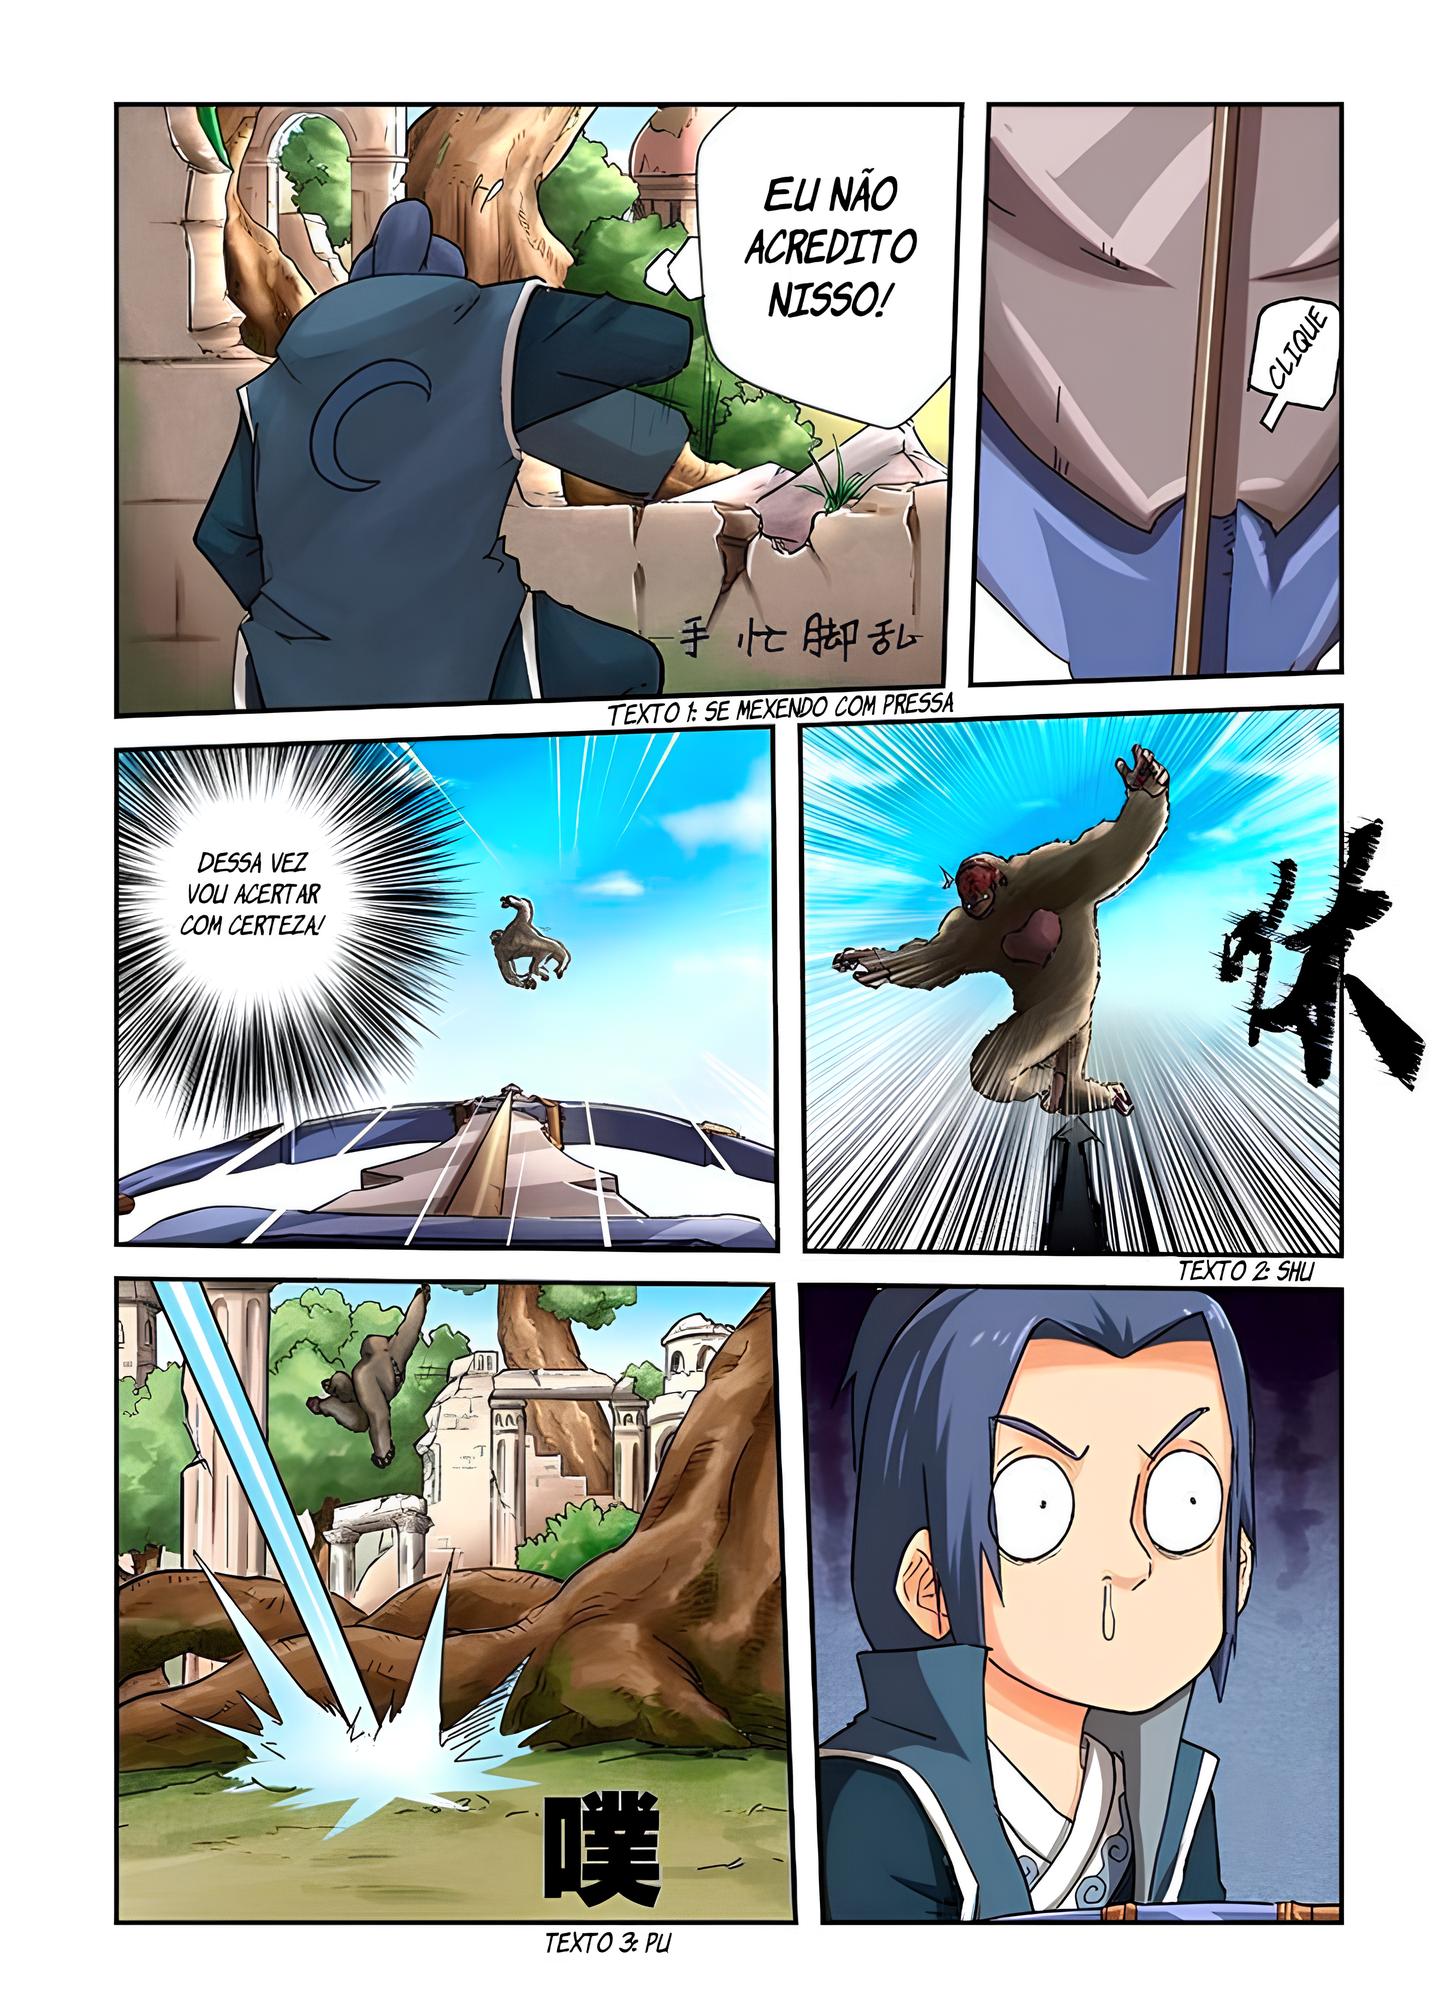 EU NÃO
ACREDITO
NISSO!
CLIQUE
手忙脚乱
TEXTO 1: SE MEXENDO COM PRESSA
DESSA VEZ
VOU ACERTAR
COM CERTEZA!
咻
TEXTO 2: SHU
噗
TEXTO 3: PU